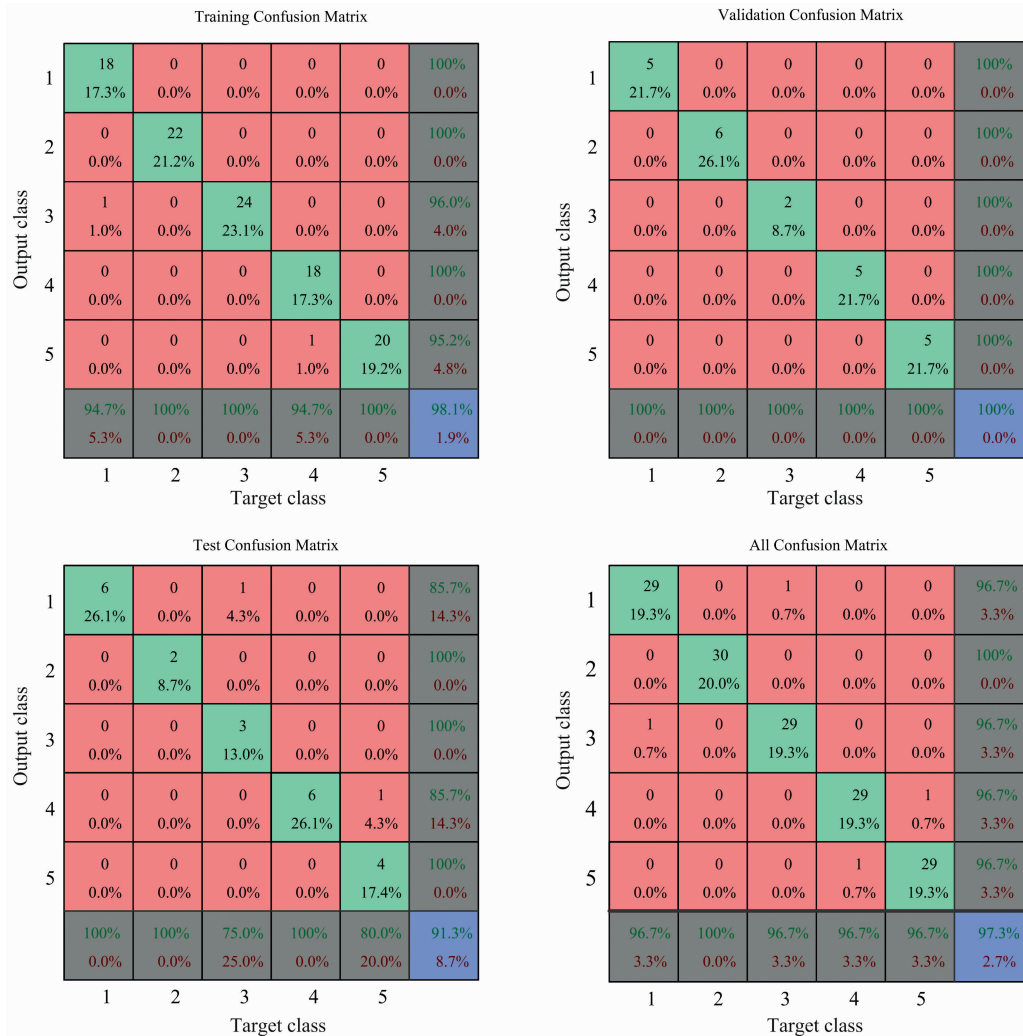 Training Confusion Matrix
Output class
1
18 0 0 0 0 100%
17.3% 0.0% 0.0% 0.0% 0.0% 0.0%
2
0 22 0 0 0 100%
0.0% 21.2% 0.0% 0.0% 0.0% 0.0%
3
1 0 24 0 0 96.0%
1.0% 0.0% 23.1% 0.0% 0.0% 4.0%
4
0 0 0 18 0 100%
0.0% 0.0% 0.0% 17.3% 0.0% 0.0%
5
0 0 0 1 20 95.2%
0.0% 0.0% 0.0% 1.0% 19.2% 4.8%
94.7% 100% 100% 94.7% 100% 98.1%
5.3% 0.0% 0.0% 5.3% 0.0% 1.9%
1 2 3 4 5
Target class
Validation Confusion Matrix
Output class
1
5 0 0 0 0 100%
21.7% 0.0% 0.0% 0.0% 0.0% 0.0%
2
0 6 0 0 0 100%
0.0% 26.1% 0.0% 0.0% 0.0% 0.0%
3
0 0 2 0 0 100%
0.0% 0.0% 8.7% 0.0% 0.0% 0.0%
4
0 0 0 5 0 100%
0.0% 0.0% 0.0% 21.7% 0.0% 0.0%
5
0 0 0 0 5 100%
0.0% 0.0% 0.0% 0.0% 21.7% 0.0%
100% 100% 100% 100% 100% 100%
0.0% 0.0% 0.0% 0.0% 0.0% 0.0%
1 2 3 4 5
Target class
Test Confusion Matrix
Output class
1
6 0 1 0 0 85.7%
26.1% 0.0% 4.3% 0.0% 0.0% 14.3%
2
0 2 0 0 0 100%
0.0% 8.7% 0.0% 0.0% 0.0% 0.0%
3
0 0 3 0 0 100%
0.0% 0.0% 13.0% 0.0% 0.0% 0.0%
4
0 0 0 6 1 85.7%
0.0% 0.0% 0.0% 26.1% 4.3% 14.3%
5
0 0 0 0 4 100%
0.0% 0.0% 0.0% 0.0% 17.4% 0.0%
100% 100% 75.0% 100% 80.0% 91.3%
0.0% 0.0% 25.0% 0.0% 20.0% 8.7%
1 2 3 4 5
Target class
All Confusion Matrix
Output class
1
29 0 1 0 0 96.7%
19.3% 0.0% 0.7% 0.0% 0.0% 3.3%
2
0 30 0 0 0 100%
0.0% 20.0% 0.0% 0.0% 0.0% 0.0%
3
1 0 29 0 0 96.7%
0.7% 0.0% 19.3% 0.0% 0.0% 3.3%
4
0 0 0 29 1 96.7%
0.0% 0.0% 0.0% 19.3% 0.7% 3.3%
5
0 0 0 1 29 96.7%
0.0% 0.0% 0.0% 0.7% 19.3% 3.3%
96.7% 100% 96.7% 96.7% 96.7% 97.3%
3.3% 0.0% 3.3% 3.3% 3.3% 2.7%
1 2 3 4 5
Target class